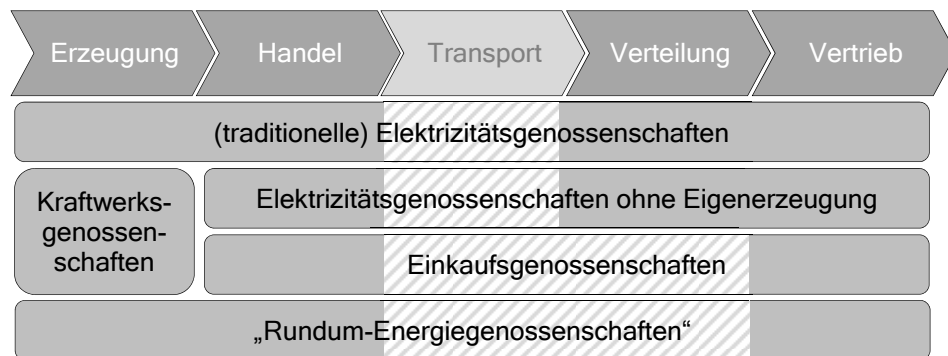 Erzeugung
Handel
Transport
Verteilung
Vertrieb
(traditionelle) Elektrizitätsgenossenschaften
Kraftwerks-
genossen-
schaften
Elektrizitätsgenossenschaften ohne Eigenerzeugung
Einkaufsgenossenschaften
„Rundum-Energiegenossenschaften“